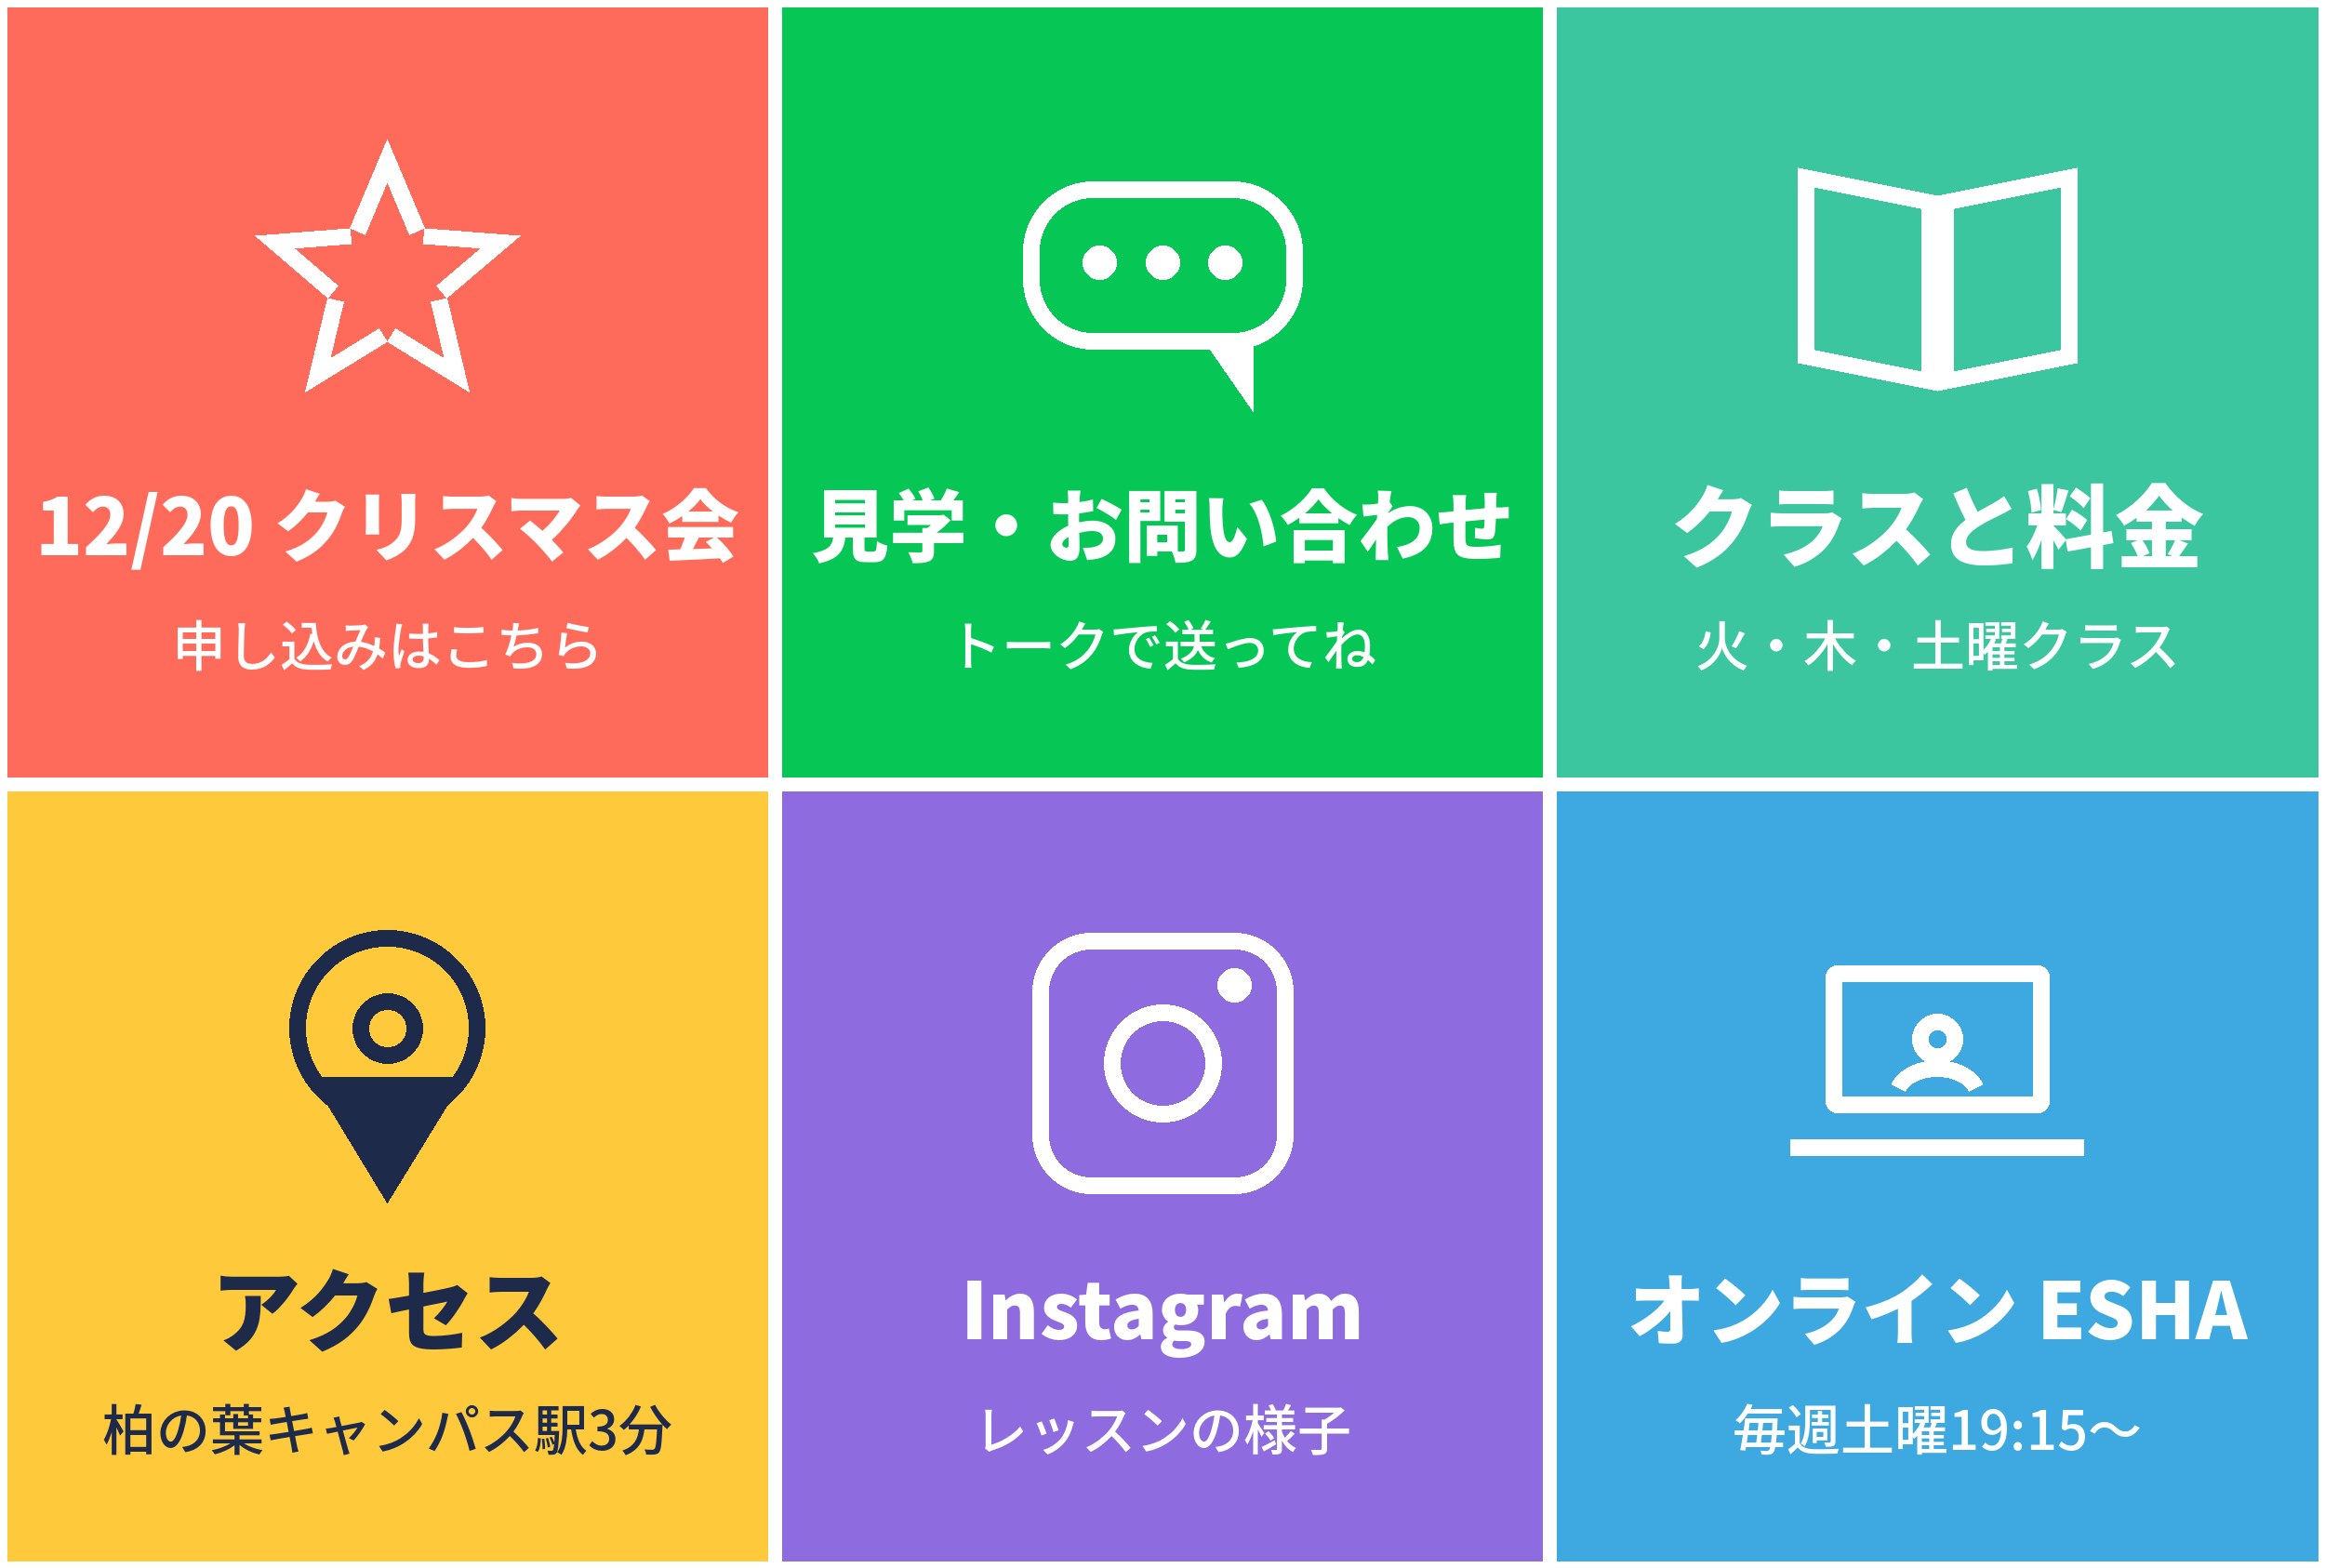 12/20 クリスマス会
申し込みはこちら
見学・お問い合わせ
トークで送ってね
クラスと料金
火・木・土曜クラス
アクセス
柏の葉キャンパス駅3分
Instagram
レッスンの様子
オンライン ESHA
毎週土曜19:15〜